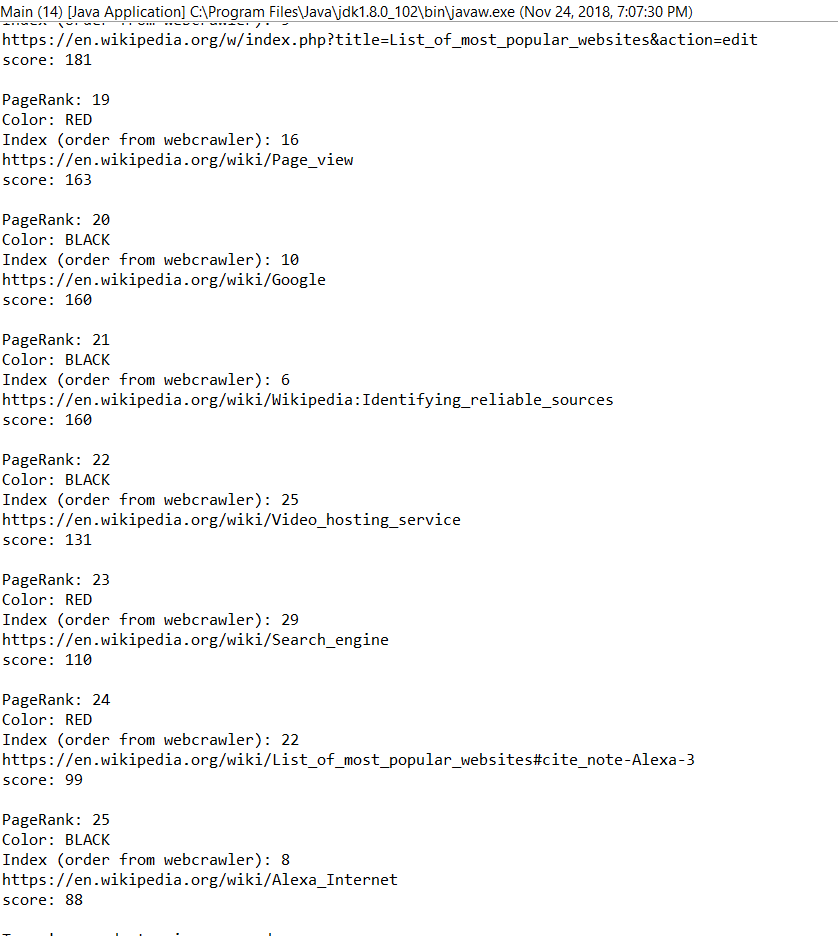 Main (14) [Java Application] C:\Program Files\Java\jdk1.8.0_102\bin\javaw.exe (Nov 24, 2018, 7:07:30 PM)
Index (order from webcrawler):
https://en.wikipedia.org/w/index.php?title=List_of_most_popular_websites&action=edit
score: 181
PageRank: 19
Color: RED
Index (order from webcrawler): 16
https://en.wikipedia.org/wiki/Page_view
score: 163
PageRank: 20
Color: BLACK
Index (order from webcrawler): 10
https://en.wikipedia.org/wiki/Google
score: 160
PageRank: 21
Color: BLACK
Index (order from webcrawler): 6
https://en.wikipedia.org/wiki/Wikipedia:Identifying_reliable_sources
score: 160
PageRank: 22
Color: BLACK
Index (order from webcrawler): 25
https://en.wikipedia.org/wiki/Video_hosting_service
score: 131
PageRank: 23
Color: RED
Index (order from webcrawler): 29
https://en.wikipedia.org/wiki/Search_engine
score: 110
PageRank: 24
Color: RED
Index (order from webcrawler): 22
https://en.wikipedia.org/wiki/List_of_most_popular_websites#cite_note-Alexa-3
score: 99
PageRank: 25
Color: BLACK
Index (order from webcrawler): 8
https://en.wikipedia.org/wiki/Alexa_Internet
score: 88